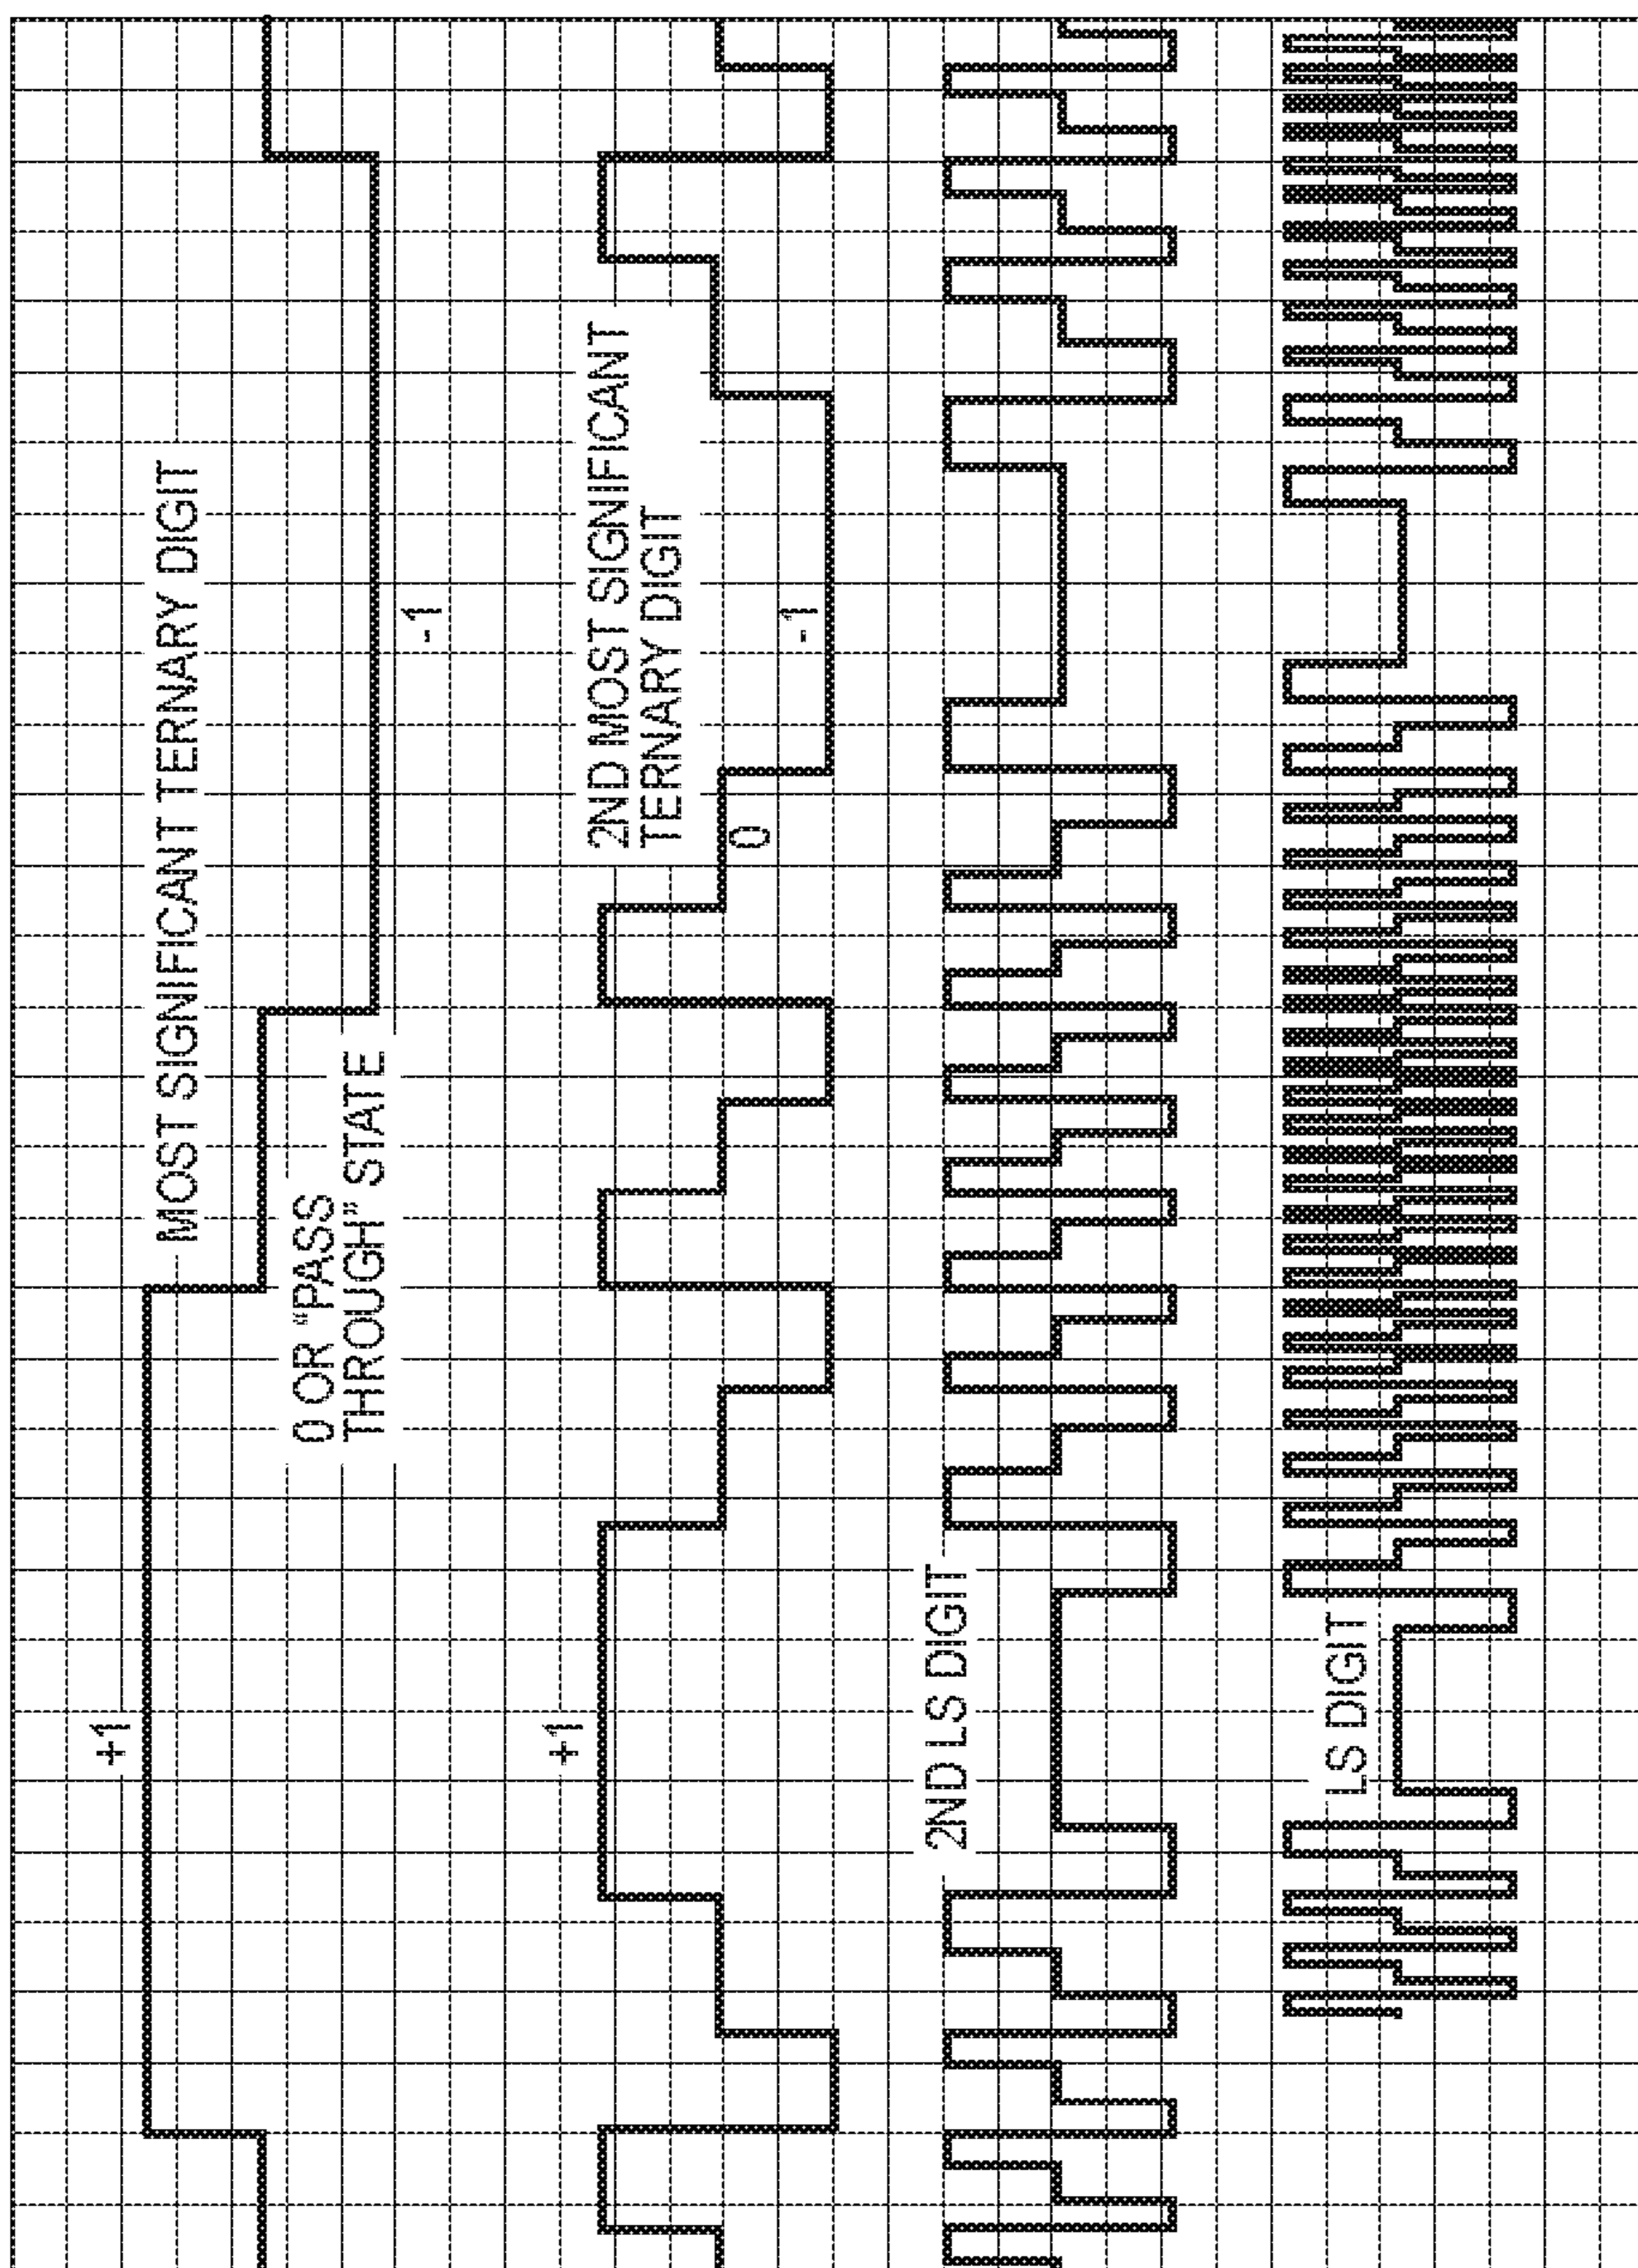 MOST SIGNIFICANT TERNARY DIGIT
+1
0 OR "PASS
THROUGH" STATE
-1
2ND MOST SIGNIFICANT
TERNARY DIGIT
+1
0
-1
2ND LS DIGIT
LS DIGIT